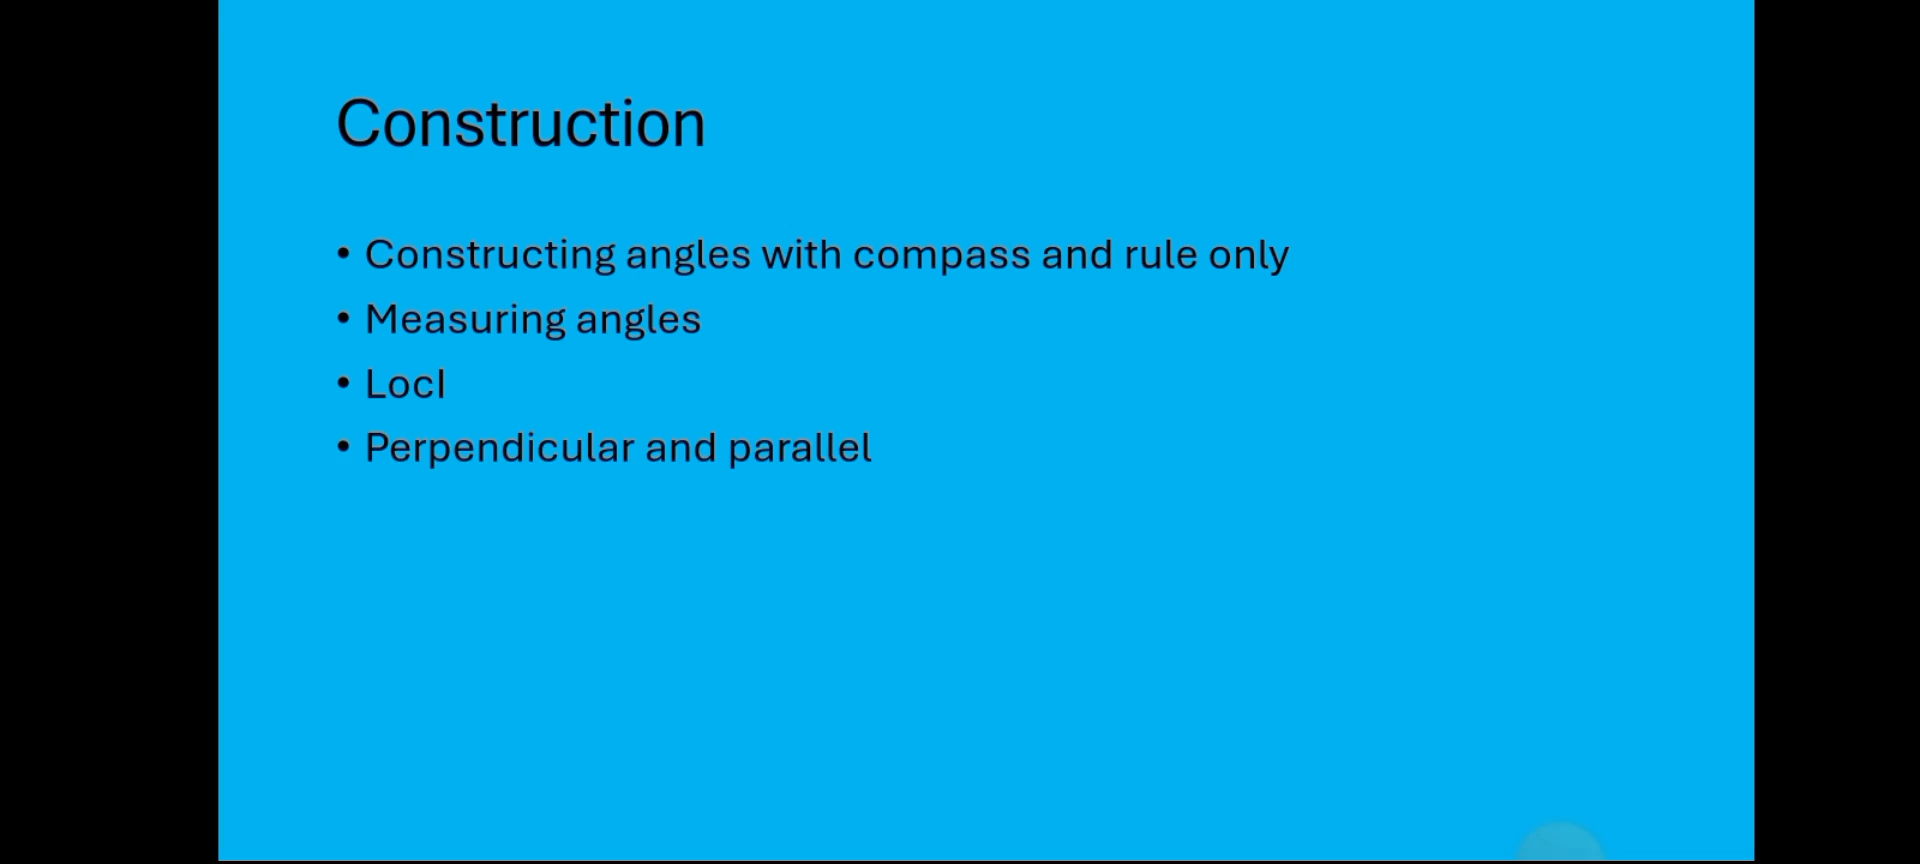 Construction
• Constructing angles with compass and rule only
• Measuring angles
• LocI
• Perpendicular and parallel